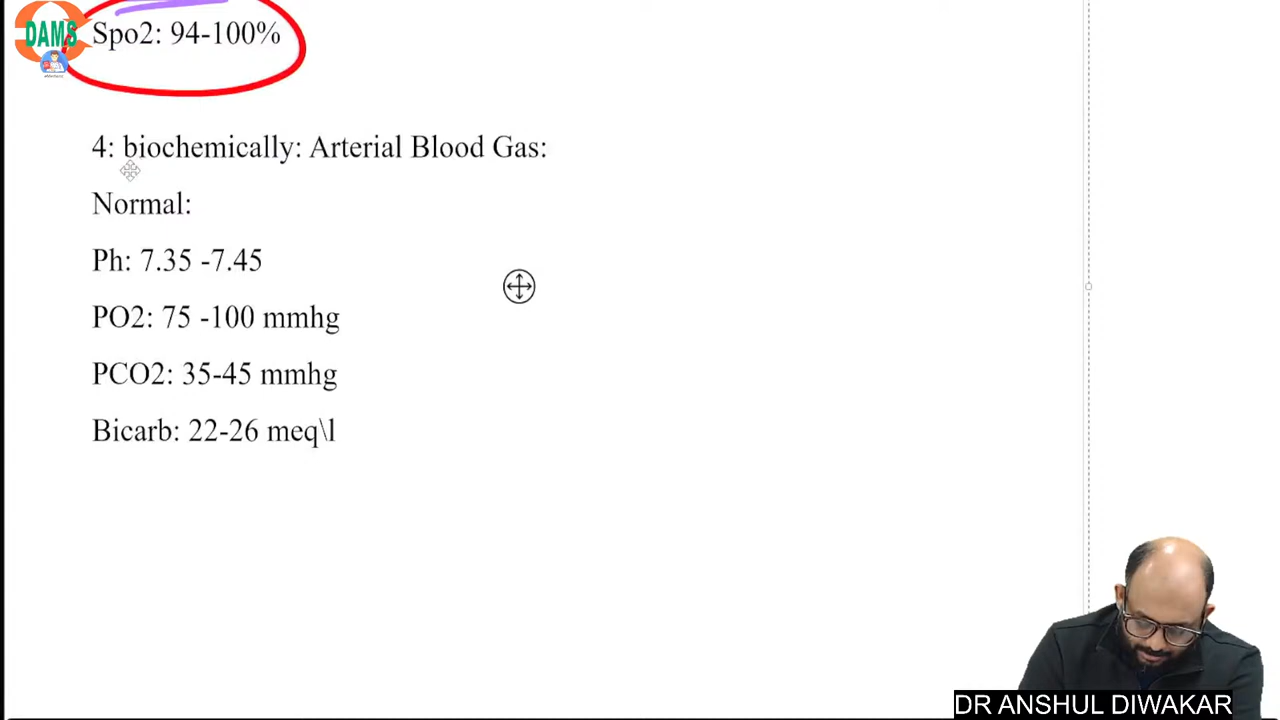 DAMS
Spo2: 94-100%
4: biochemically: Arterial Blood Gas:
Normal:
Ph: 7.35 -7.45
PO2: 75 -100 mmhg
PCO2: 35-45 mmhg
Bicarb: 22-26 meq\l
DR ANSHUL DIWAKAR